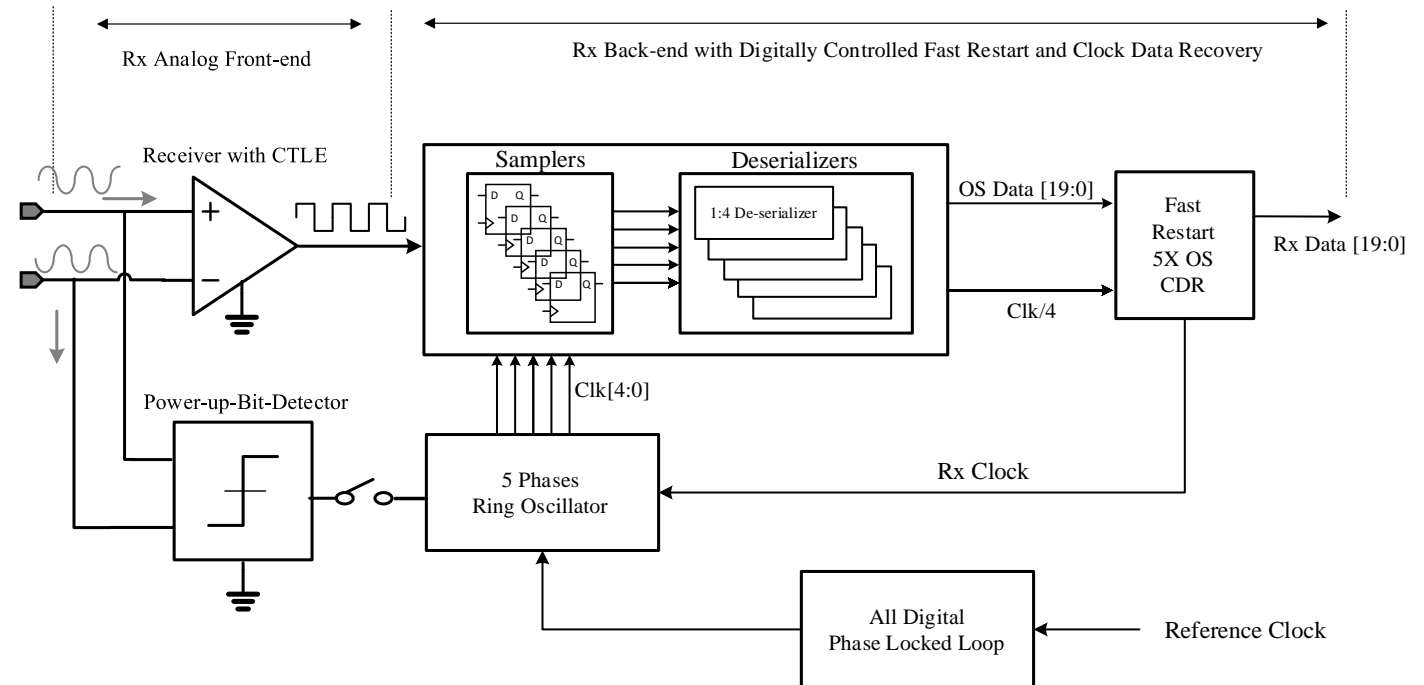 Rx Analog Front-end
Rx Back-end with Digitally Controlled Fast Restart and Clock Data Recovery
Receiver with CTLE
Samplers
Deserializers
D Q
D Q
D Q
D Q
1:4 De-serializer
OS Data [19:0]
Clk/4
Fast
Restart
5X OS
CDR
Rx Data [19:0]
Clk[4:0]
Power-up-Bit-Detector
5 Phases
Ring Oscillator
Rx Clock
All Digital
Phase Locked Loop
Reference Clock